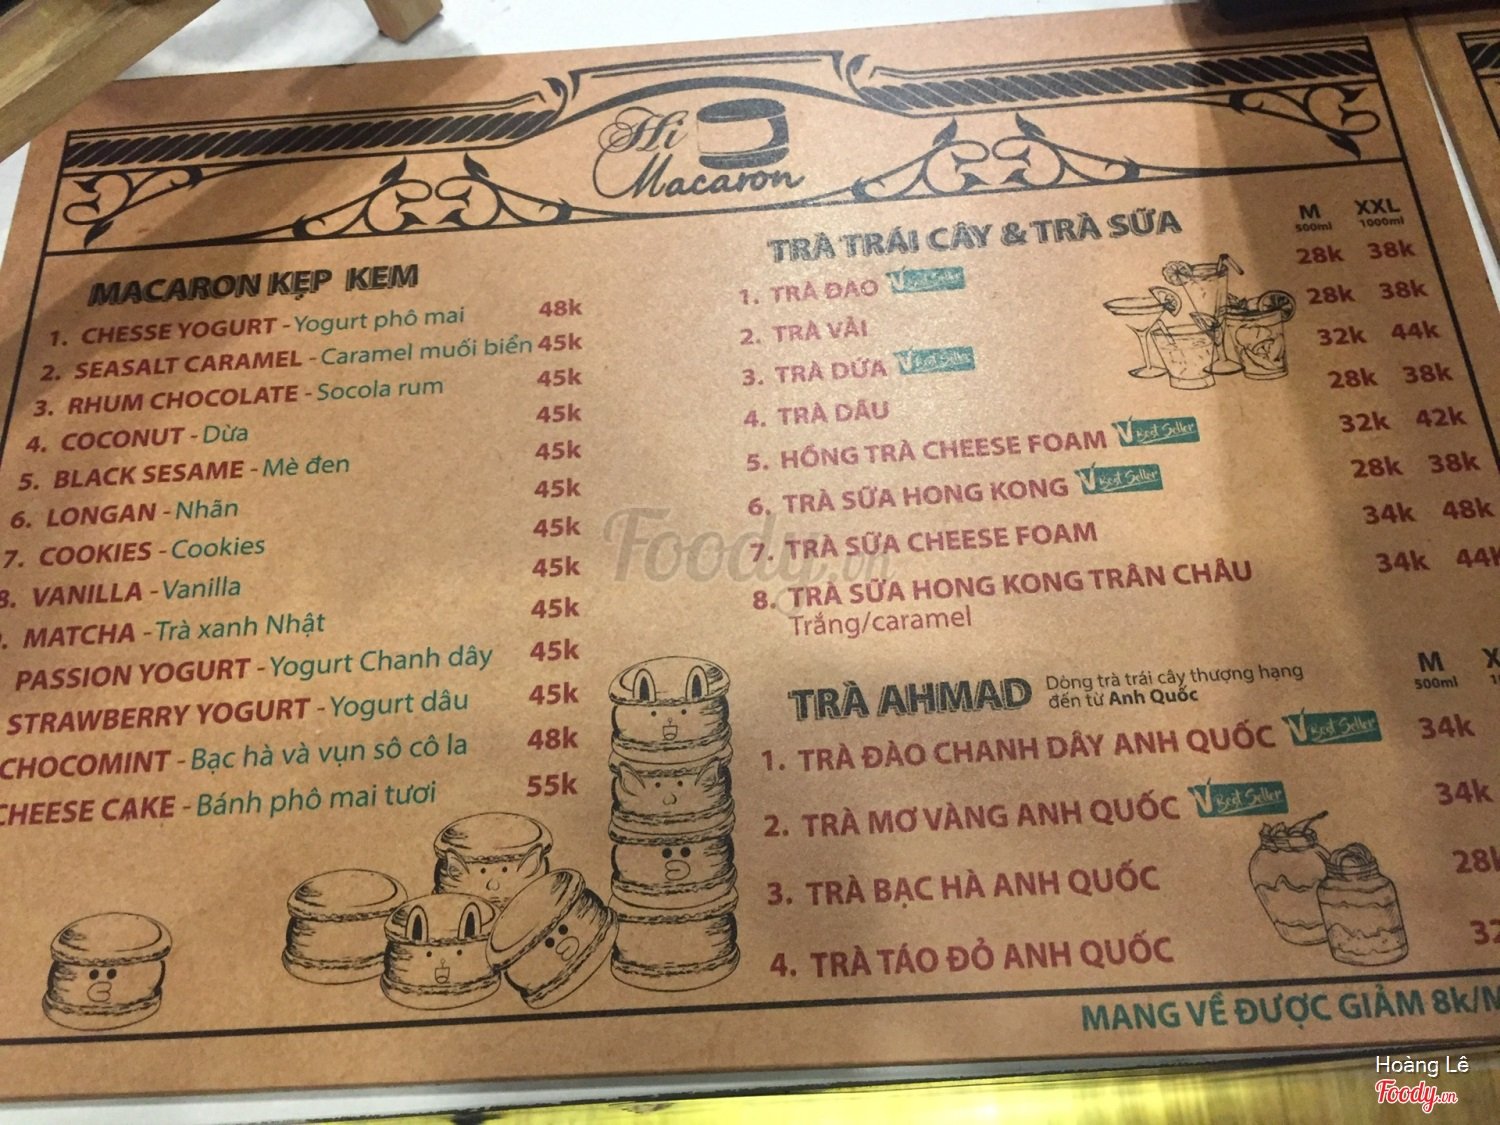 Hi Macaron
MACARON KẸP KEM
1. CHESSE YOGURT - Yogurt phô mai 48k
2. SEASALT CARAMEL - Caramel muối biển 45k
3. RHUM CHOCOLATE - Socola rum 45k
4. COCONUT - Dừa 45k
5. BLACK SESAME - Mè đen 45k
6. LONGAN - Nhãn 45k
7. COOKIES - Cookies 45k
8. VANILLA - Vanilla 45k
MATCHA - Trà xanh Nhật 45k
PASSION YOGURT - Yogurt Chanh dây 45k
STRAWBERRY YOGURT - Yogurt dâu 45k
CHOCOMINT - Bạc hà và vụn sô cô la 48k
CHEESE CAKE - Bánh phô mai tươi 55k
TRÀ TRÁI CÂY & TRÀ SỮA
M XXL
500ml 1000ml
1. TRÀ ĐÀO Best Seller 28k 38k
2. TRÀ VẢI 28k 38k
3. TRÀ DỨA Best Seller 32k 44k
4. TRÀ DÂU 28k 38k
5. HỒNG TRÀ CHEESE FOAM Best Seller 32k 42k
6. TRÀ SỮA HONG KONG Best Seller 28k 38k
7. TRÀ SỮA CHEESE FOAM 34k 48k
8. TRÀ SỮA HONG KONG TRÂN CHÂU 34k 44k
Trắng/caramel
TRÀ AHMAD Dòng trà trái cây thượng hạng
đến từ Anh Quốc
M
500ml
1. TRÀ ĐÀO CHANH DÂY ANH QUỐC Best Seller 34k
2. TRÀ MƠ VÀNG ANH QUỐC Best Seller 34k
3. TRÀ BẠC HÀ ANH QUỐC 28k
4. TRÀ TÁO ĐỎ ANH QUỐC 32
MANG VỀ ĐƯỢC GIẢM 8k/M
Foody.vn
Hoàng Lê
Foody.vn